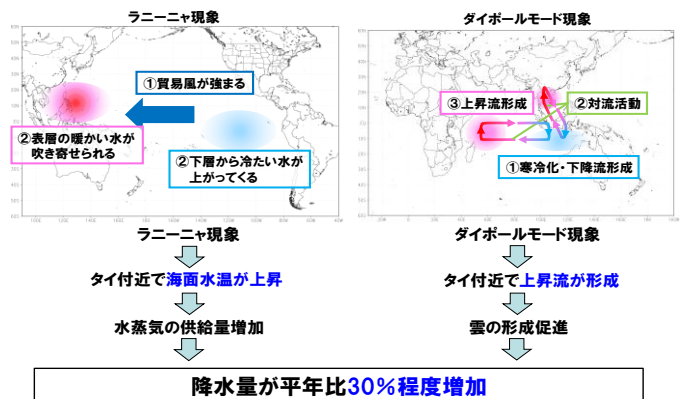 ラニーニャ現象
ダイポールモード現象
①貿易風が強まる
②表層の暖かい水が
吹き寄せられる
②下層から冷たい水が
上がってくる
③上昇流形成
②対流活動
①寒冷化・下降流形成
ラニーニャ現象
ダイポールモード現象
タイ付近で海面水温が上昇
タイ付近で上昇流が形成
水蒸気の供給量増加
雲の形成促進
降水量が平年比30%程度増加